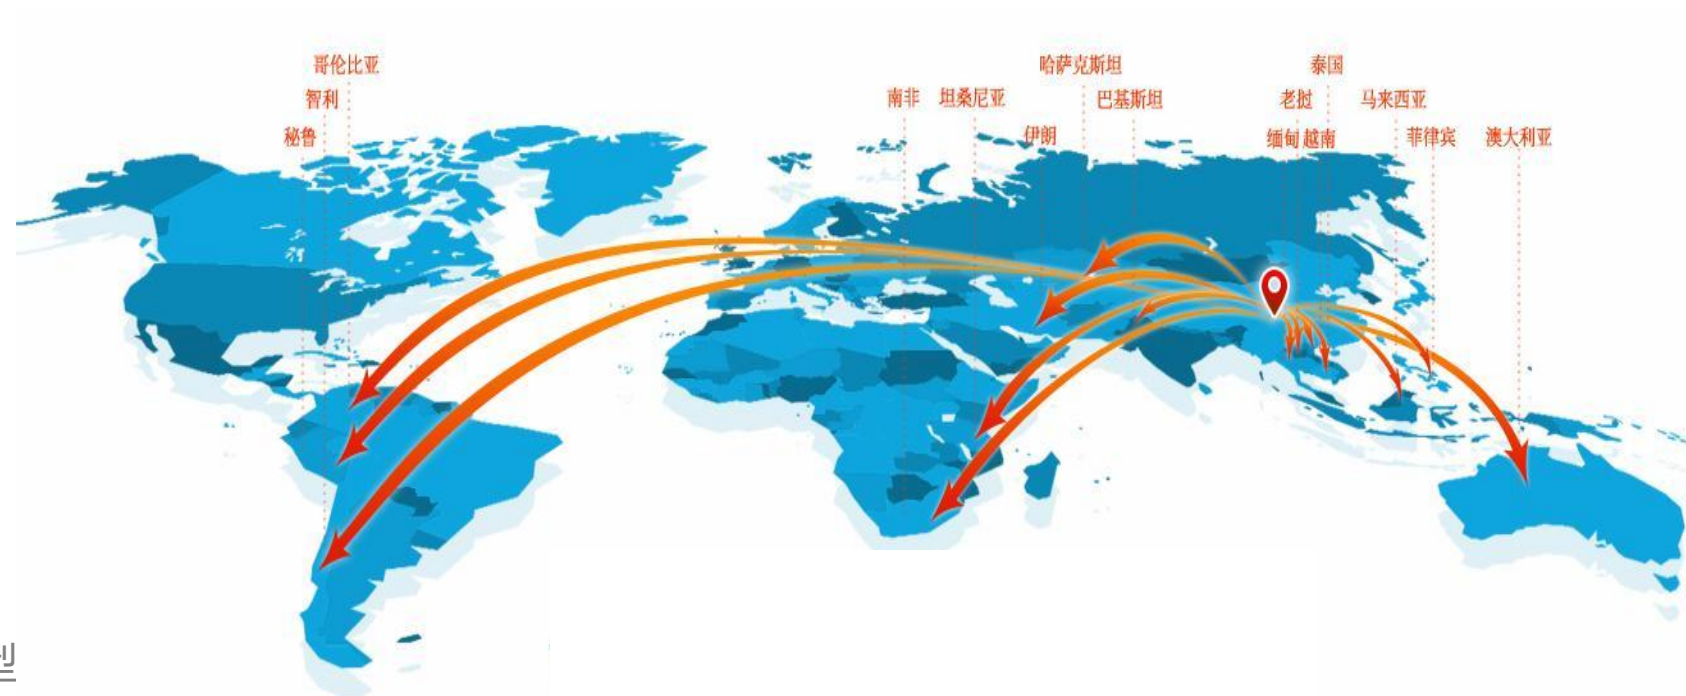 哥伦比亚
智利
秘鲁
南非
坦桑尼亚
哈萨克斯坦
巴基斯坦
伊朗
泰国
老挝
缅甸
越南
马来西亚
菲律宾
澳大利亚
型